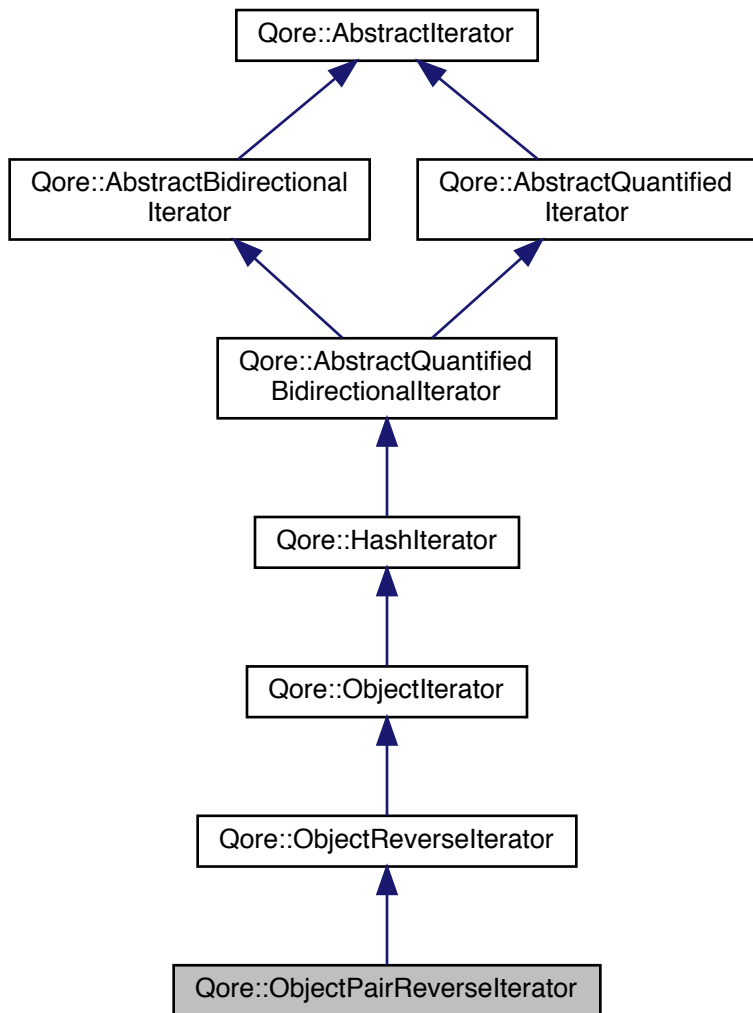 Qore::AbstractIterator
Qore::AbstractBidirectional
Iterator
Qore::AbstractQuantified
Iterator
Qore::AbstractQuantified
BidirectionalIterator
Qore::HashIterator
Qore::ObjectIterator
Qore::ObjectReverseIterator
Qore::ObjectPairReverseIterator